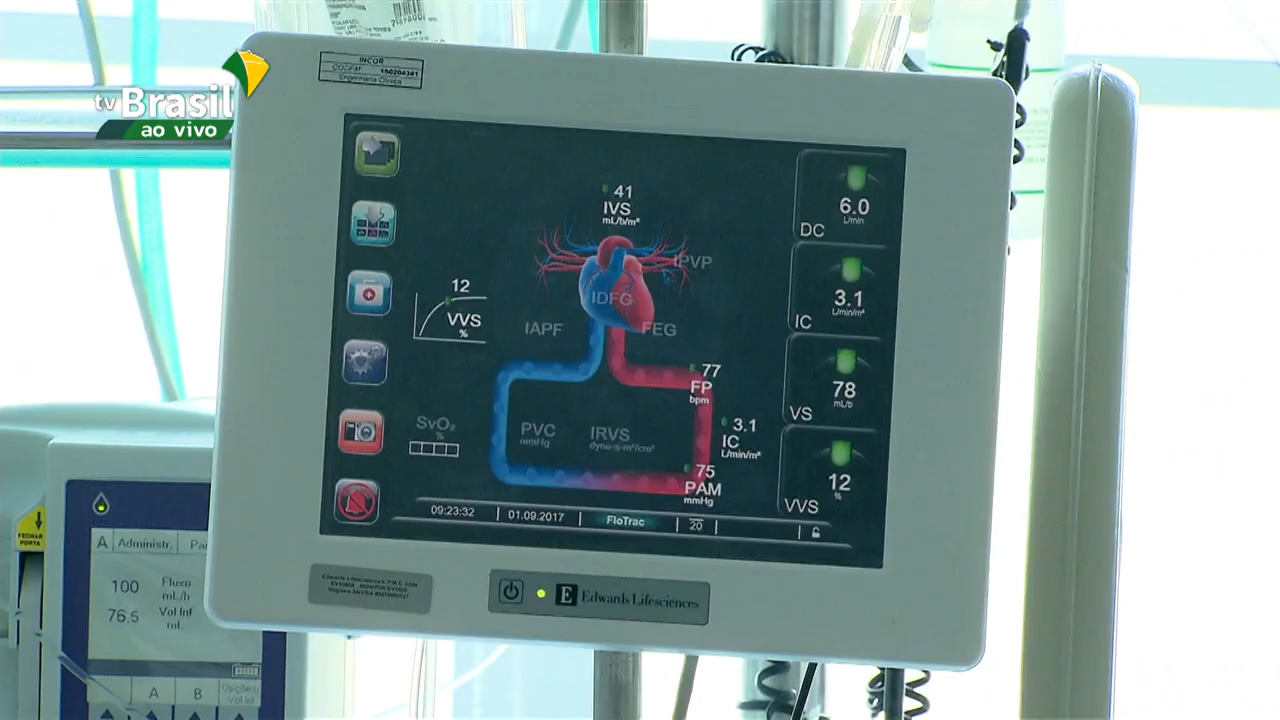 tv Brasil
ao vivo
INCOR
150204381
Engenharia Clínica
41
IVS
mL/b/m²
IPVP
IDFG
IAPF
FEG
12
VVS
%
77
FP
bpm
SvO₂
%
PVC
mmHg
IRVS
dyne-s-m²/cm⁵
3.1
IC
L/min/m²
75
PAM
mmHg
6.0
L/min
DC
3.1
L/min/m²
IC
78
mL/b
VS
12
%
VVS
09:23:32
01.09.2017
FloTrac
20
Edwards Lifesciences
FECHAR
PORTA
A Administr.
100 Fluxo
mL/h
76,5 Vol Inf
mL
A B Opções/
Vol Inf